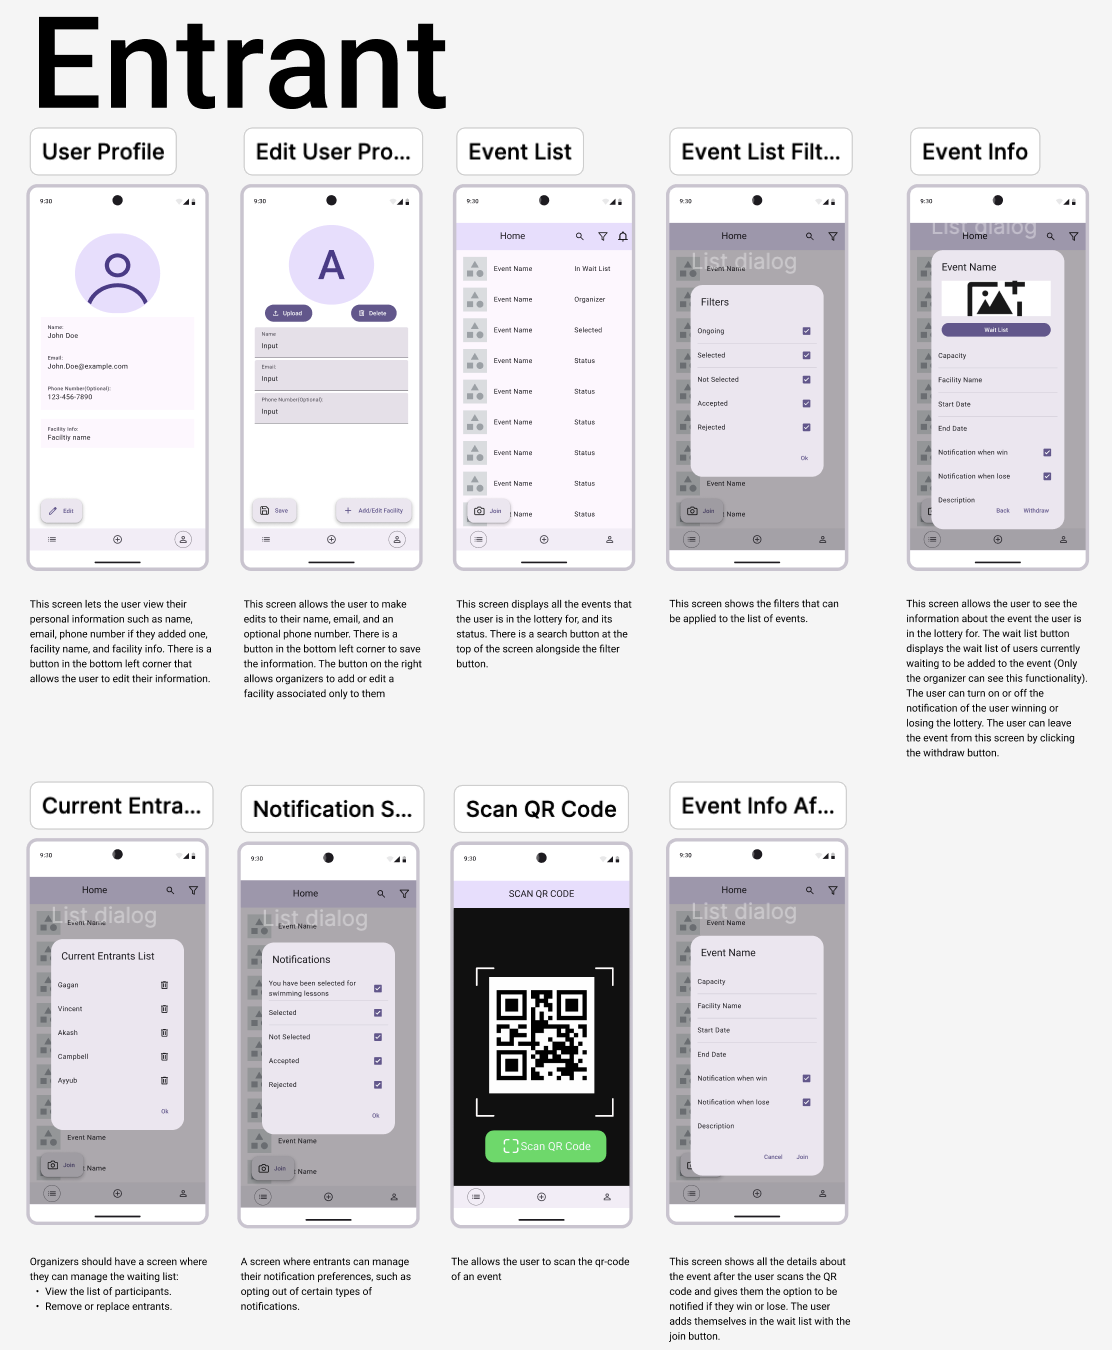 Entrant
User Profile
9:30
Name:
John Doe
Email:
John.Doe@example.com
Phone Number(Optional):
123-456-7890
Facility Info:
Faciltiy name
Edit
This screen lets the user view their
personal information such as name,
email, phone number if they added one,
facility name, and facility info. There is a
button in the bottom left corner that
allows the user to edit their information.
Edit User Pro...
9:30
A
Upload
Delete
Name
Input
Email:
Input
Phone Number(Optional):
Input
Save
Add/Edit Facility
This screen allows the user to make
edits to their name, email, and an
optional phone number. There is a
button in the bottom left corner to save
the information. The button on the right
allows organizers to add or edit a
facility associated only to them
Event List
9:30
Home
Event Name In Wait List
Event Name Organizer
Event Name Selected
Event Name Status
Event Name Status
Event Name Status
Event Name Status
Event Name Status
Join
t Name Status
This screen displays all the events that
the user is in the lottery for, and its
status. There is a search button at the
top of the screen alongside the filter
button.
Event List Filt...
9:30
Home
List dialog
Event Name
Filters
Ongoing
Selected
Not Selected
Accepted
Rejected
Ok
Event Name
Join
t Name
This screen shows the filters that can
be applied to the list of events.
Event Info
9:30
List dialog
Home
Event Name
Wait List
Capacity
Facility Name
Start Date
End Date
Notification when win
Notification when lose
Description
Back Withdraw
This screen allows the user to see the
information about the event the user is
in the lottery for. The wait list button
displays the wait list of users currently
waiting to be added to the event (Only
the organizer can see this functionality).
The user can turn on or off the
notification of the user winning or
losing the lottery. The user can leave
the event from this screen by clicking
the withdraw button.
Current Entra...
9:30
Home
List dialog
Event Name
Current Entrants List
Gagan
Vincent
Akash
Campbell
Ayyub
Ok
Event Name
Join
t Name
Organizers should have a screen where
they can manage the waiting list:
• View the list of participants.
• Remove or replace entrants.
Notification S...
9:30
Home
List dialog
Event Name
Notifications
You have been selected for
swimming lessons
Selected
Not Selected
Accepted
Rejected
Ok
Event Name
Join
t Name
A screen where entrants can manage
their notification preferences, such as
opting out of certain types of
notifications.
Scan QR Code
9:30
SCAN QR CODE
Scan QR Code
The allows the user to scan the qr-code
of an event
Event Info Af...
9:30
Home
List dialog
Event Name
Event Name
Capacity
Facility Name
Start Date
End Date
Notification when win
Notification when lose
Description
Cancel Join
This screen shows all the details about
the event after the user scans the QR
code and gives them the option to be
notified if they win or lose. The user
adds themselves in the wait list with the
join button.